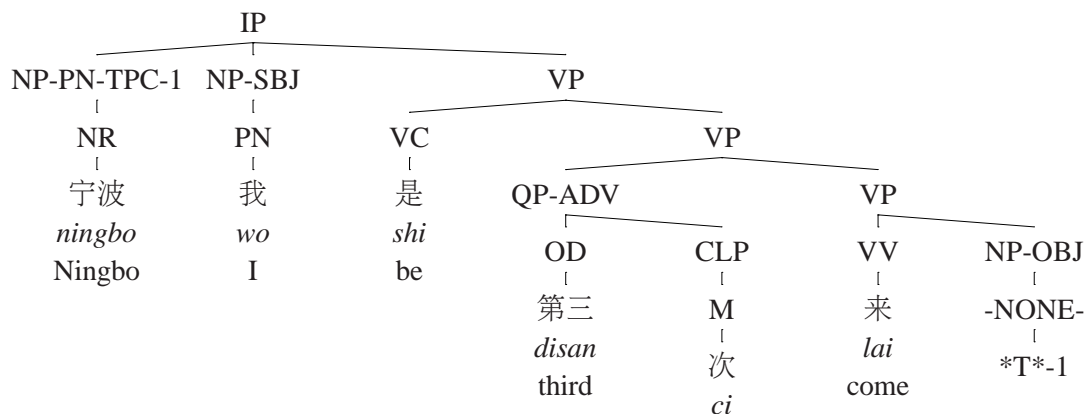 IP
NP-PN-TPC-1 NP-SBJ VP
NR PN VC VP
宁波 我 是 QP-ADV VP
ningbo wo shi OD CLP VV NP-OBJ
Ningbo I be 第三 M 来 -NONE-
disan 次 lai *T*-1
third ci come